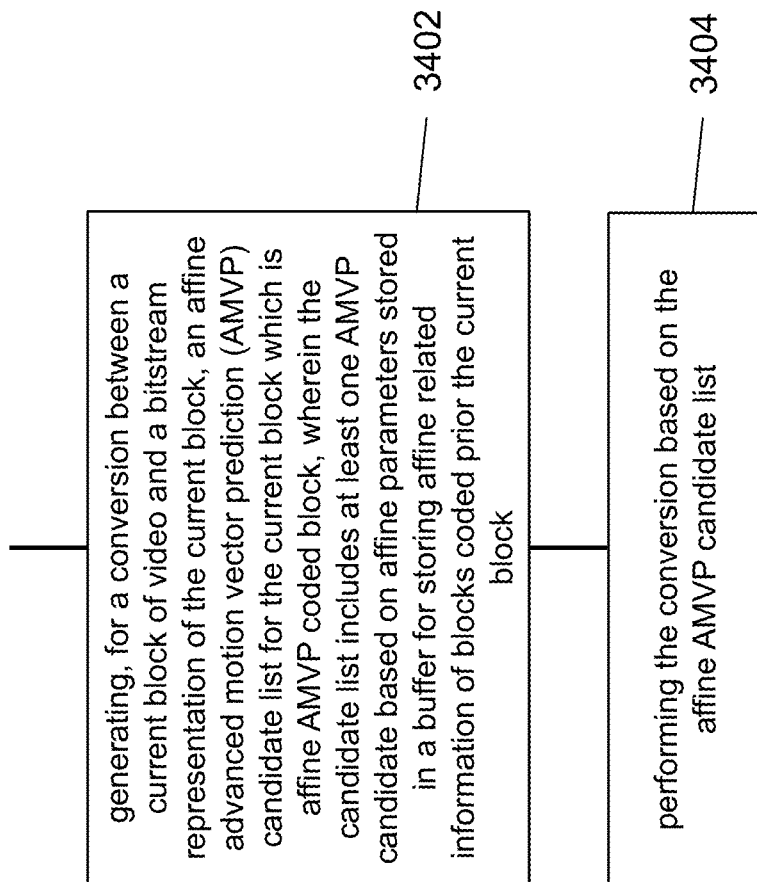 generating, for a conversion between a
current block of video and a bitstream
representation of the current block, an affine
advanced motion vector prediction (AMVP)
candidate list for the current block which is
affine AMVP coded block, wherein the
candidate list includes at least one AMVP
candidate based on affine parameters stored
in a buffer for storing affine related
information of blocks coded prior the current
block
3402
performing the conversion based on the
affine AMVP candidate list
3404